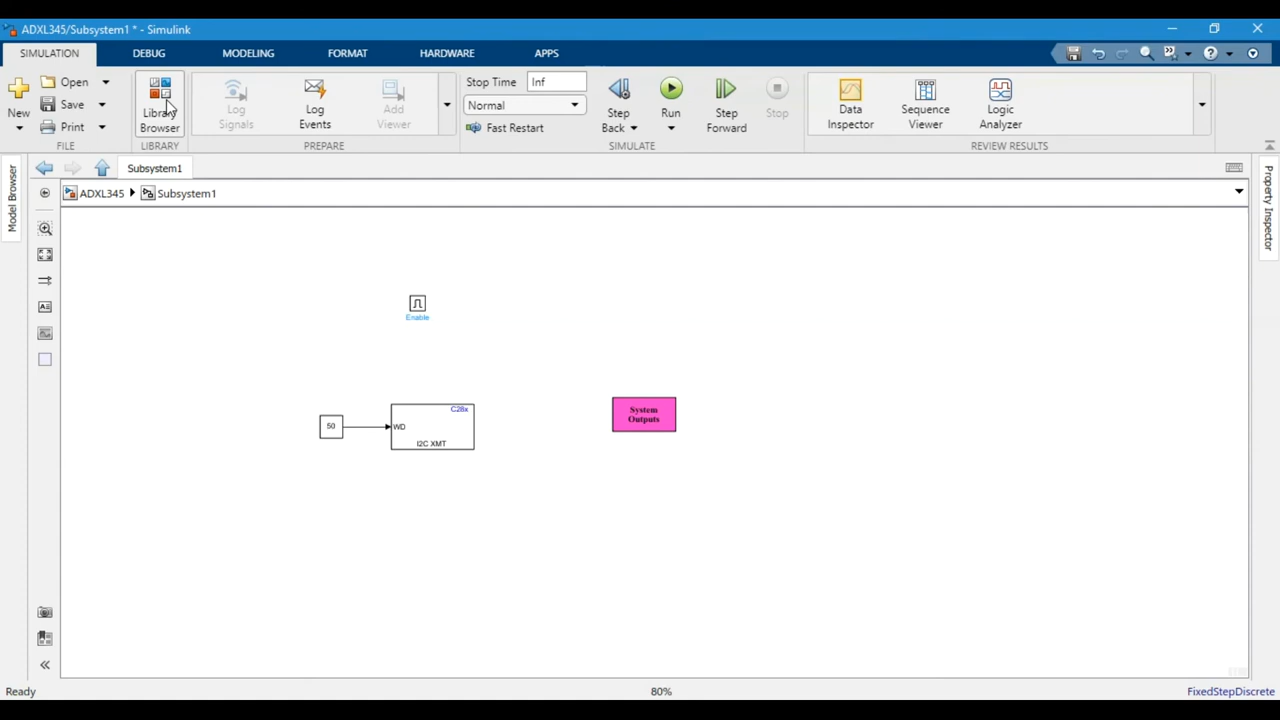 ADXL345/Subsystem1 * - Simulink
SIMULATION DEBUG MODELING FORMAT HARDWARE APPS
New
Open
Save
Print
FILE
Library
Browser
LIBRARY
Log
Signals
Log
Events
Add
Viewer
PREPARE
Stop Time Inf
Normal
Fast Restart
Step
Back
Run
Step
Forward
Stop
SIMULATE
Data
Inspector
Sequence
Viewer
Logic
Analyzer
REVIEW RESULTS
Subsystem1
ADXL345 Subsystem1
Model Browser
Property Inspector
Enable
50
C28x
WD
I2C XMT
System
Outputs
Ready 80% FixedStepDiscrete